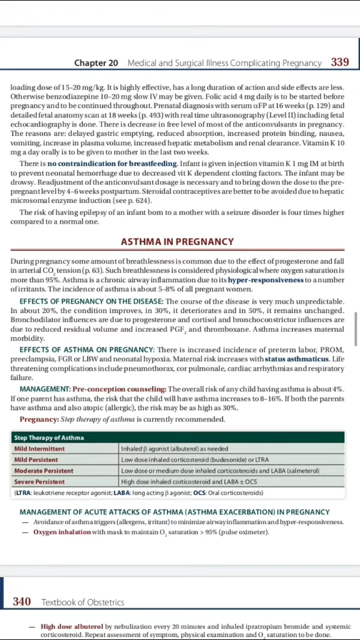 Chapter 20 Medical and Surgical Illness Complicating Pregnancy 339
loading dose of 15–20 mg/kg. It is highly effective, has a long duration of action and side effects are less.
Otherwise benzodiazepine 10–20 mg slow IV may be given. Folic acid 4 mg daily is to be started before
pregnancy and to be continued throughout. Prenatal diagnosis with serum αFP at 16 weeks (p. 129) and
detailed fetal anatomy scan at 18 weeks (p. 493) with real time ultrasonography (Level II) including fetal
echocardiography is done. There is decrease in free level of most of the anticonvulsants in pregnancy.
The reasons are: delayed gastric emptying, reduced absorption, increased protein binding, nausea,
vomiting, increase in plasma volume, increased hepatic metabolism and renal clearance. Vitamin K 10
mg a day orally is to be given to mother in the last two weeks.
There is no contraindication for breastfeeding. Infant is given injection vitamin K 1 mg IM at birth
to prevent neonatal hemorrhage due to decreased vit K dependent clotting factors. The infant may be
drowsy. Readjustment of the anticonvulsant dosage is necessary and to bring down the dose to the pre-
pregnant level by 4–6 weeks postpartum. Steroidal contraceptives are better to be avoided due to hepatic
microsomal enzyme induction (see p. 624).
The risk of having epilepsy of an infant born to a mother with a seizure disorder is four times higher
compared to a normal one.
ASTHMA IN PREGNANCY
During pregnancy some amount of breathlessness is common due to the effect of progesterone and fall
in arterial CO₂ tension (p. 63). Such breathlessness is considered physiological where oxygen saturation is
more than 95%. Asthma is a chronic airway inflammation due to its hyper-responsiveness to a number
of irritants. The incidence of asthma is about 5–8% of all pregnant women.
EFFECTS OF PREGNANCY ON THE DISEASE: The course of the disease is very much unpredictable.
In about 20%, the condition improves, in 30%, it deteriorates and in 50%, it remains unchanged.
Bronchodilator influences are due to progesterone and cortisol and bronchoconstrictor influences are
due to reduced residual volume and increased PGF₂ and thromboxane. Asthma increases maternal
morbidity.
EFFECTS OF ASTHMA ON PREGNANCY: There is increased incidence of preterm labor, PROM,
preeclampsia, FGR or LBW and neonatal hypoxia. Maternal risk increases with status asthmaticus. Life
threatening complications include pneumothorax, cor pulmonale, cardiac arrhythmias and respiratory
failure.
MANAGEMENT: Pre-conception counseling: The overall risk of any child having asthma is about 4%.
If one parent has asthma, the risk that the child will have asthma increases to 8–16%. If both the parents
have asthma and also atopic (allergic), the risk may be as high as 30%.
Pregnancy: Step therapy of asthma is currently recommended.
Step Therapy of Asthma
Mild Intermittent Inhaled β agonist (albuterol) as needed
Mild Persistent Low dose inhaled corticosteroid (budesonide) or LTRA
Moderate Persistent Low dose or medium dose inhaled corticosteroids and LABA (salmeterol)
Severe Persistent High dose inhaled corticosteroid and LABA ± OCS
(LTRA: leukotriene receptor agonist; LABA: long acting β agonist; OCS: Oral corticosteroids)
MANAGEMENT OF ACUTE ATTACKS OF ASTHMA (ASTHMA EXACERBATION) IN PREGNANCY
— Avoidance of asthma triggers (allergens, irritant) to minimize airway inflammation and hyper-responsiveness.
— Oxygen inhalation with mask to maintain O₂ saturation > 95% (pulse oximeter).
340 Textbook of Obstetrics
— High dose albuterol by nebulization every 20 minutes and inhaled ipratropium bromide and systemic
corticosteroid. Repeat assessment of symptom, physical examination and O₂ saturation to be done.